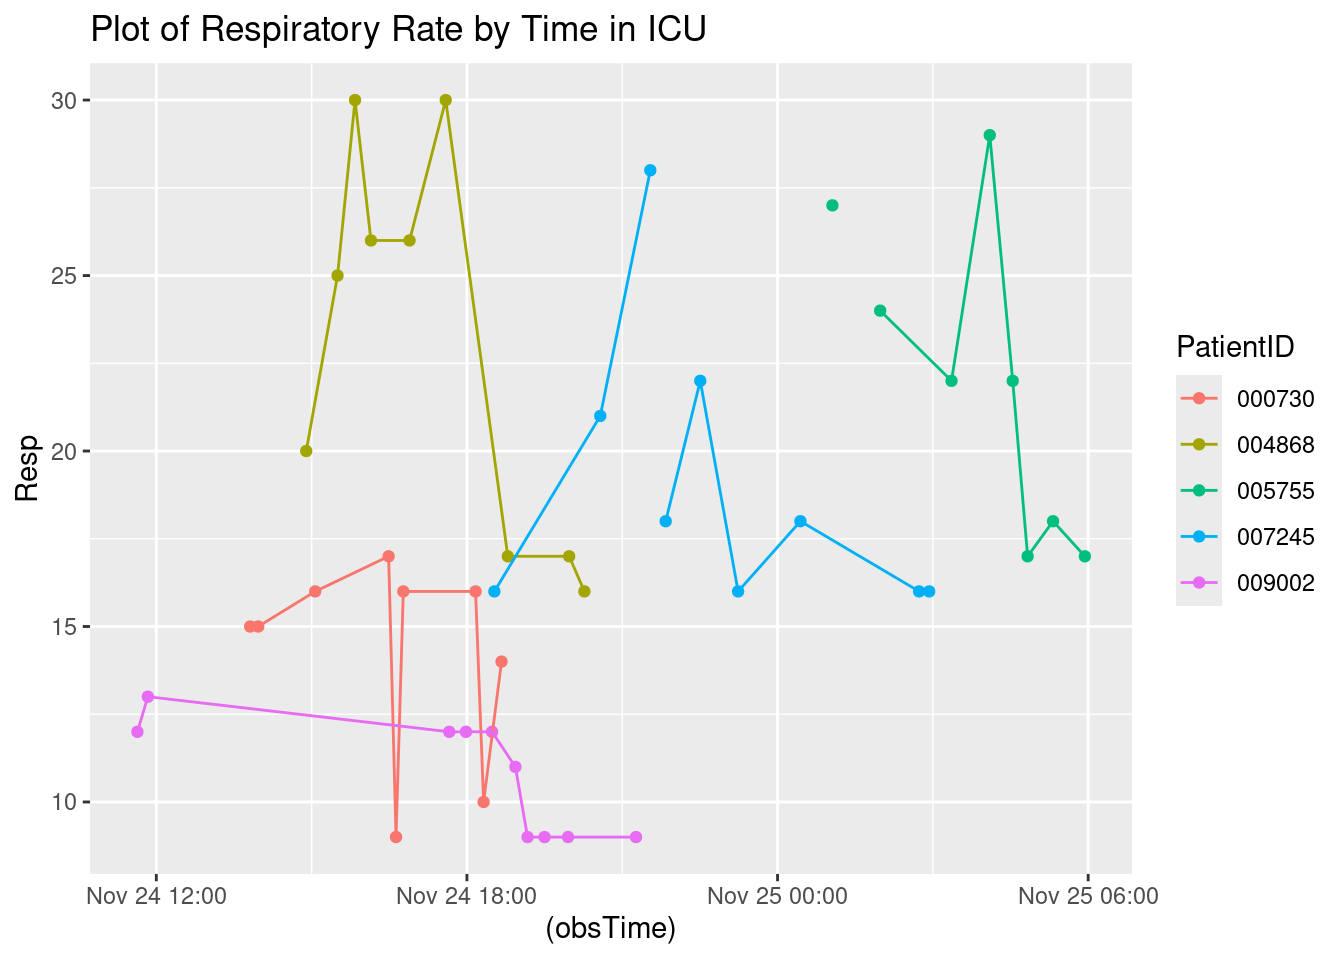 Plot of Respiratory Rate by Time in ICU
30
25
20
15
10
Resp
Nov 24 12:00
Nov 24 18:00
Nov 25 00:00
Nov 25 06:00
(obsTime)
PatientID
000730
004868
005755
007245
009002